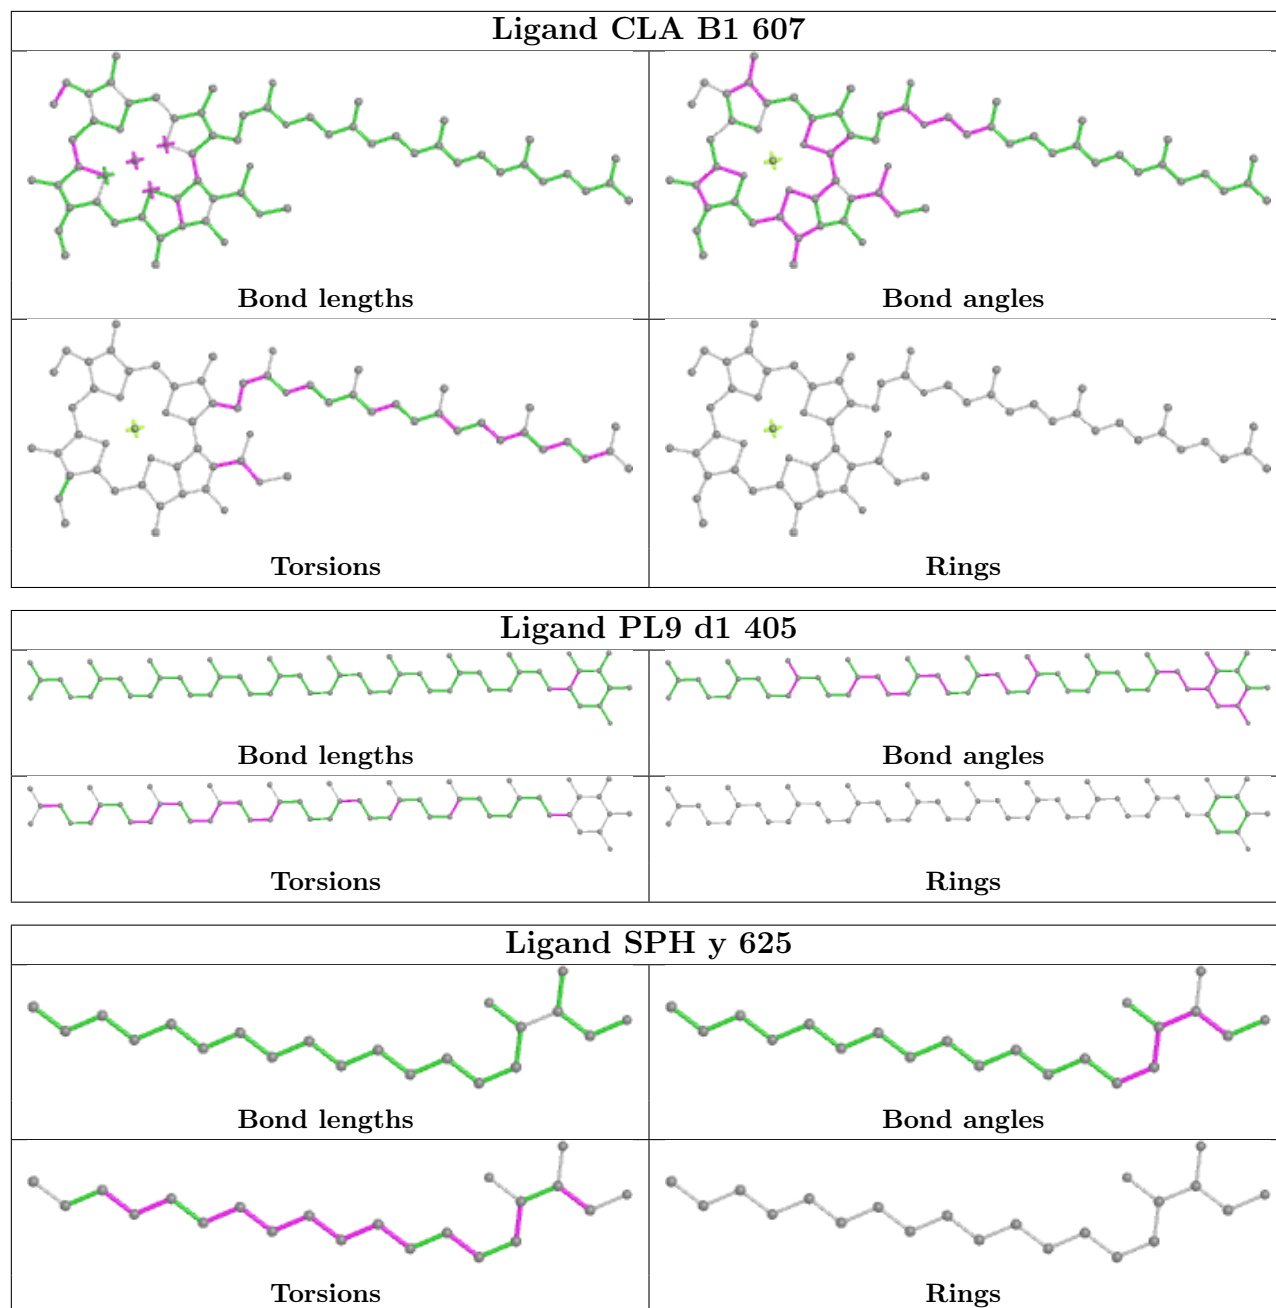 Ligand CLA B1 607
Bond lengths
Bond angles
Torsions
Rings
Ligand PL9 d1 405
Bond lengths
Bond angles
Torsions
Rings
Ligand SPH y 625
Bond lengths
Bond angles
Torsions
Rings